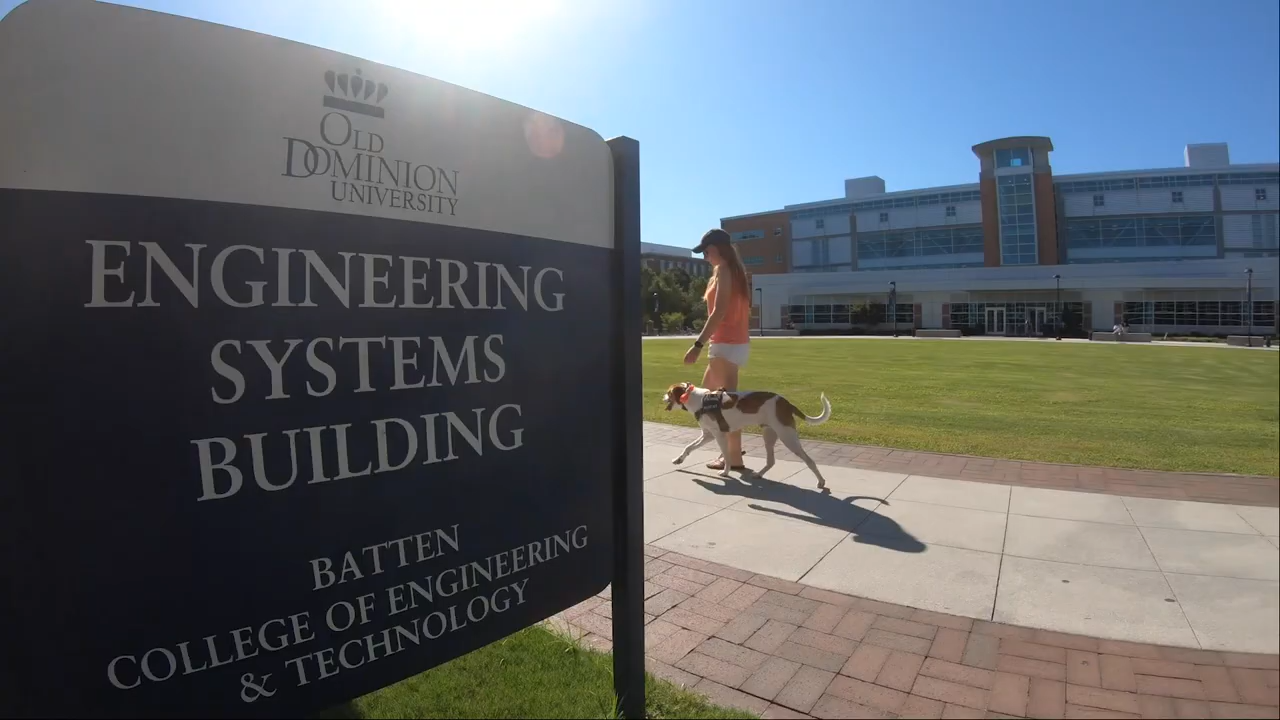 OLD
DOMINION
UNIVERSITY
ENGINEERING
SYSTEMS
BUILDING
BATTEN
COLLEGE OF ENGINEERING
& TECHNOLOGY